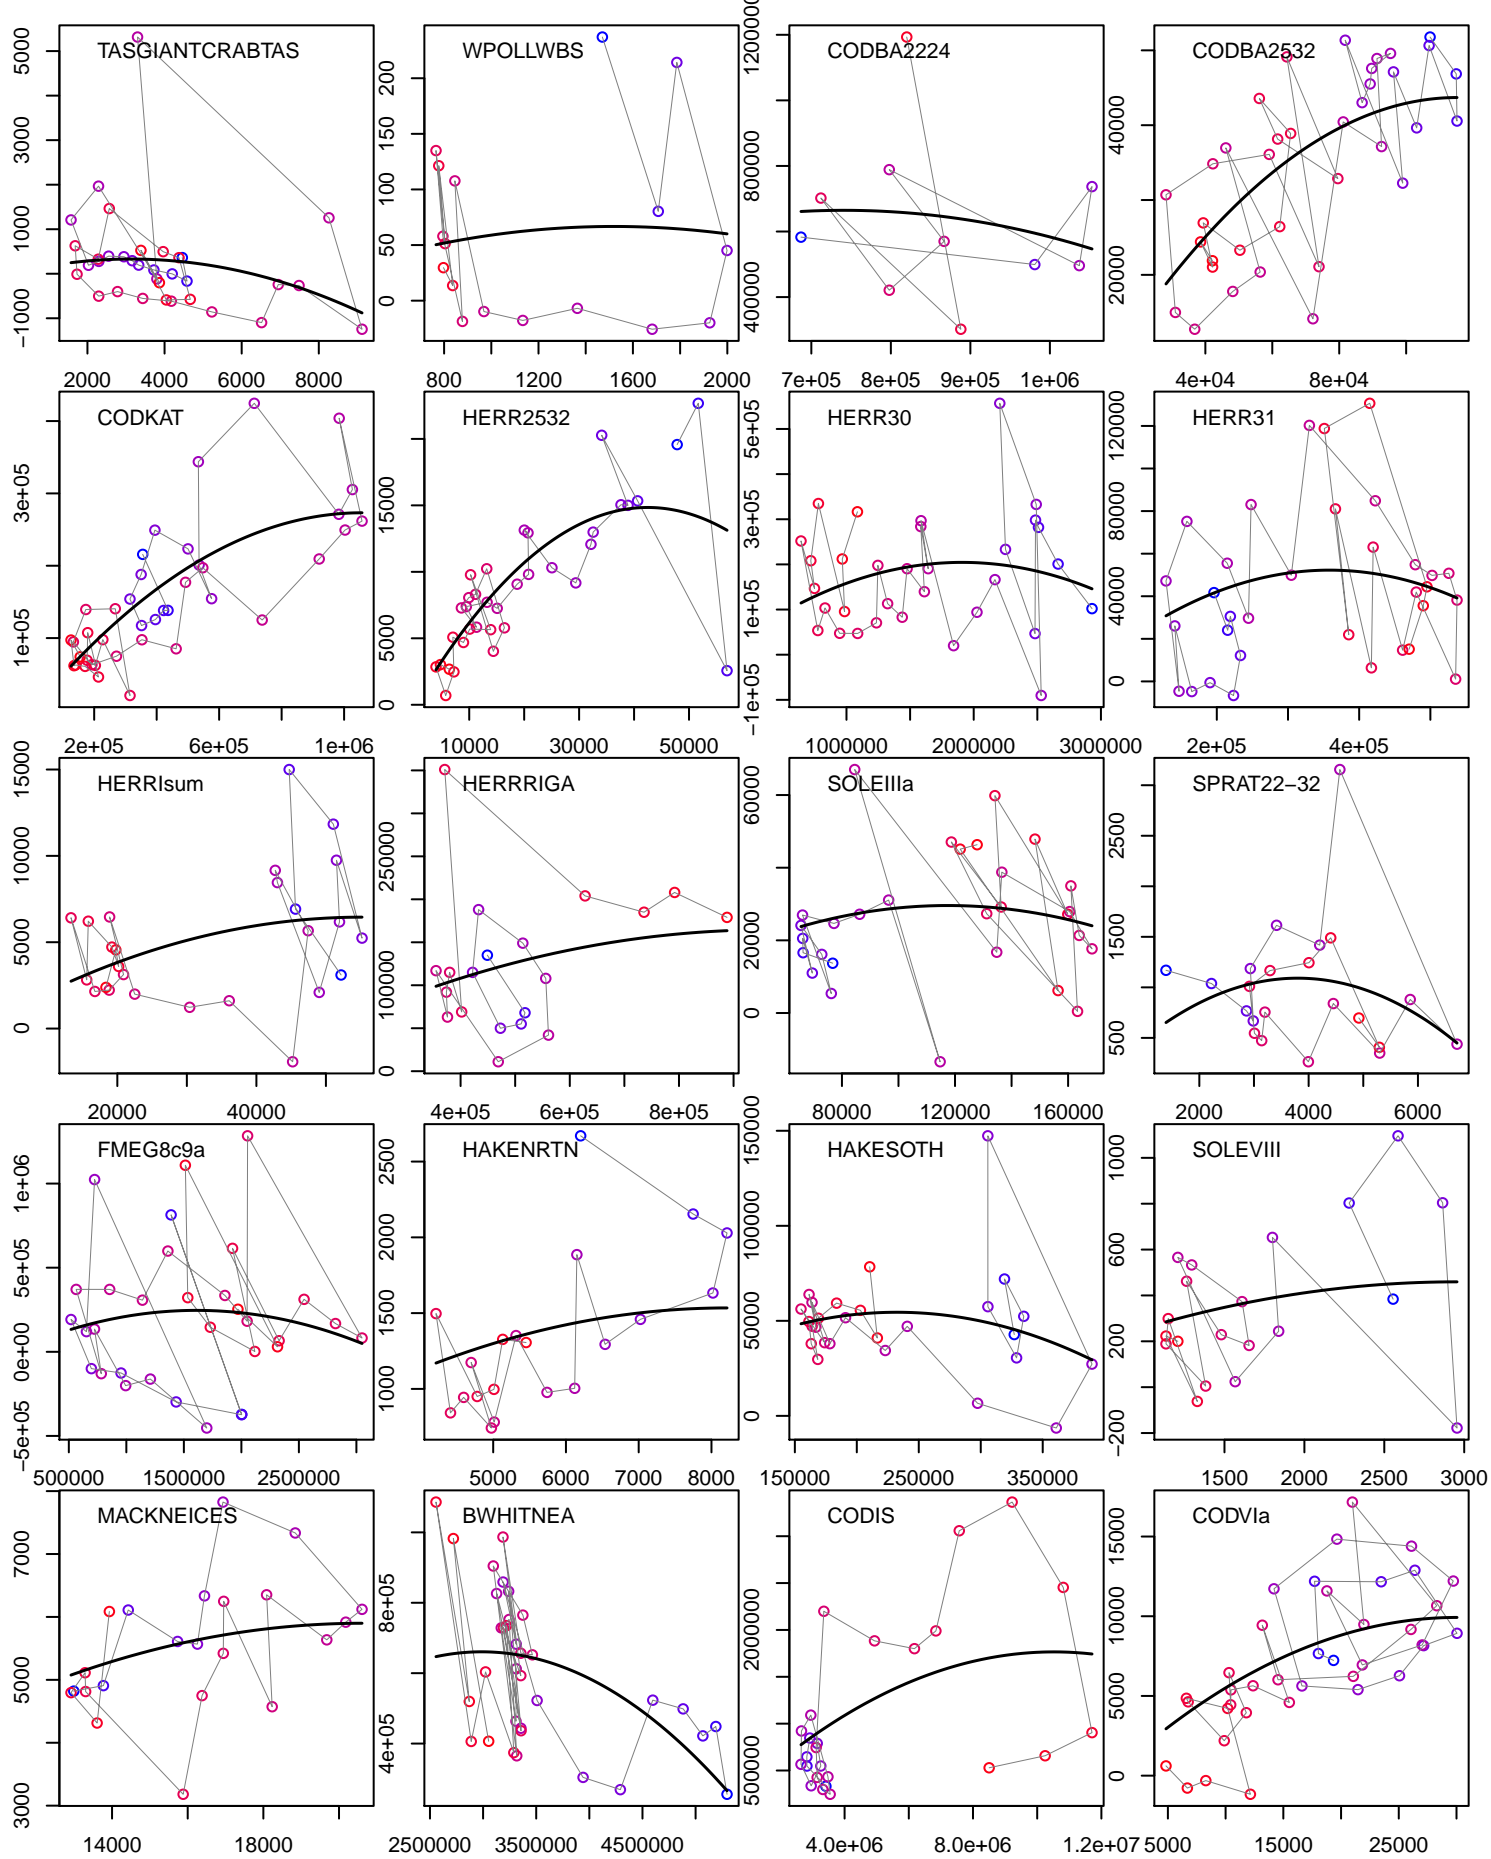 TASGIANTCRABTAS
WPOLLWBS
CODBA2224
CODBA2532
−1000 1000 3000 5000
0 50 100 150 200
400000 800000 1200000
20000 40000
2000 4000 6000 8000
800 1200 1600 2000
7e+05 8e+05 9e+05 1e+06
4e+04 8e+04
CODKAT
HERR2532
HERR30
HERR31
1e+05 3e+05
0 5000 15000
−1e+05 1e+05 3e+05 5e+05
0 40000 80000 120000
2e+05 6e+05 1e+06
10000 30000 50000
1000000 2000000 3000000
2e+05 4e+05
HERRIsum
HERRRIGA
SOLEIIIa
SPRAT22−32
0 5000 10000 15000
0 100000 250000
0 20000 60000
500 1500 2500
20000 40000
4e+05 6e+05 8e+05
80000 120000 160000
2000 4000 6000
FMEG8c9a
HAKENRTN
HAKESOTH
SOLEVIII
−5e+05 0e+00 5e+05 1e+06
1000 1500 2000 2500
0 50000 100000 150000
−200 200 600 1000
5000000 1500000 2500000
5000 6000 7000 8000
1500000 2500000 3500000
1500 2000 2500 3000
MACKNEICES
BWHITNEA
CODIS
CODVIa
3000 5000 7000
4e+05 8e+05
500000 2000000
0 5000 10000 15000
14000 18000
2500000 3500000 4500000
4.0e+06 8.0e+06 1.2e+07
5000 15000 25000